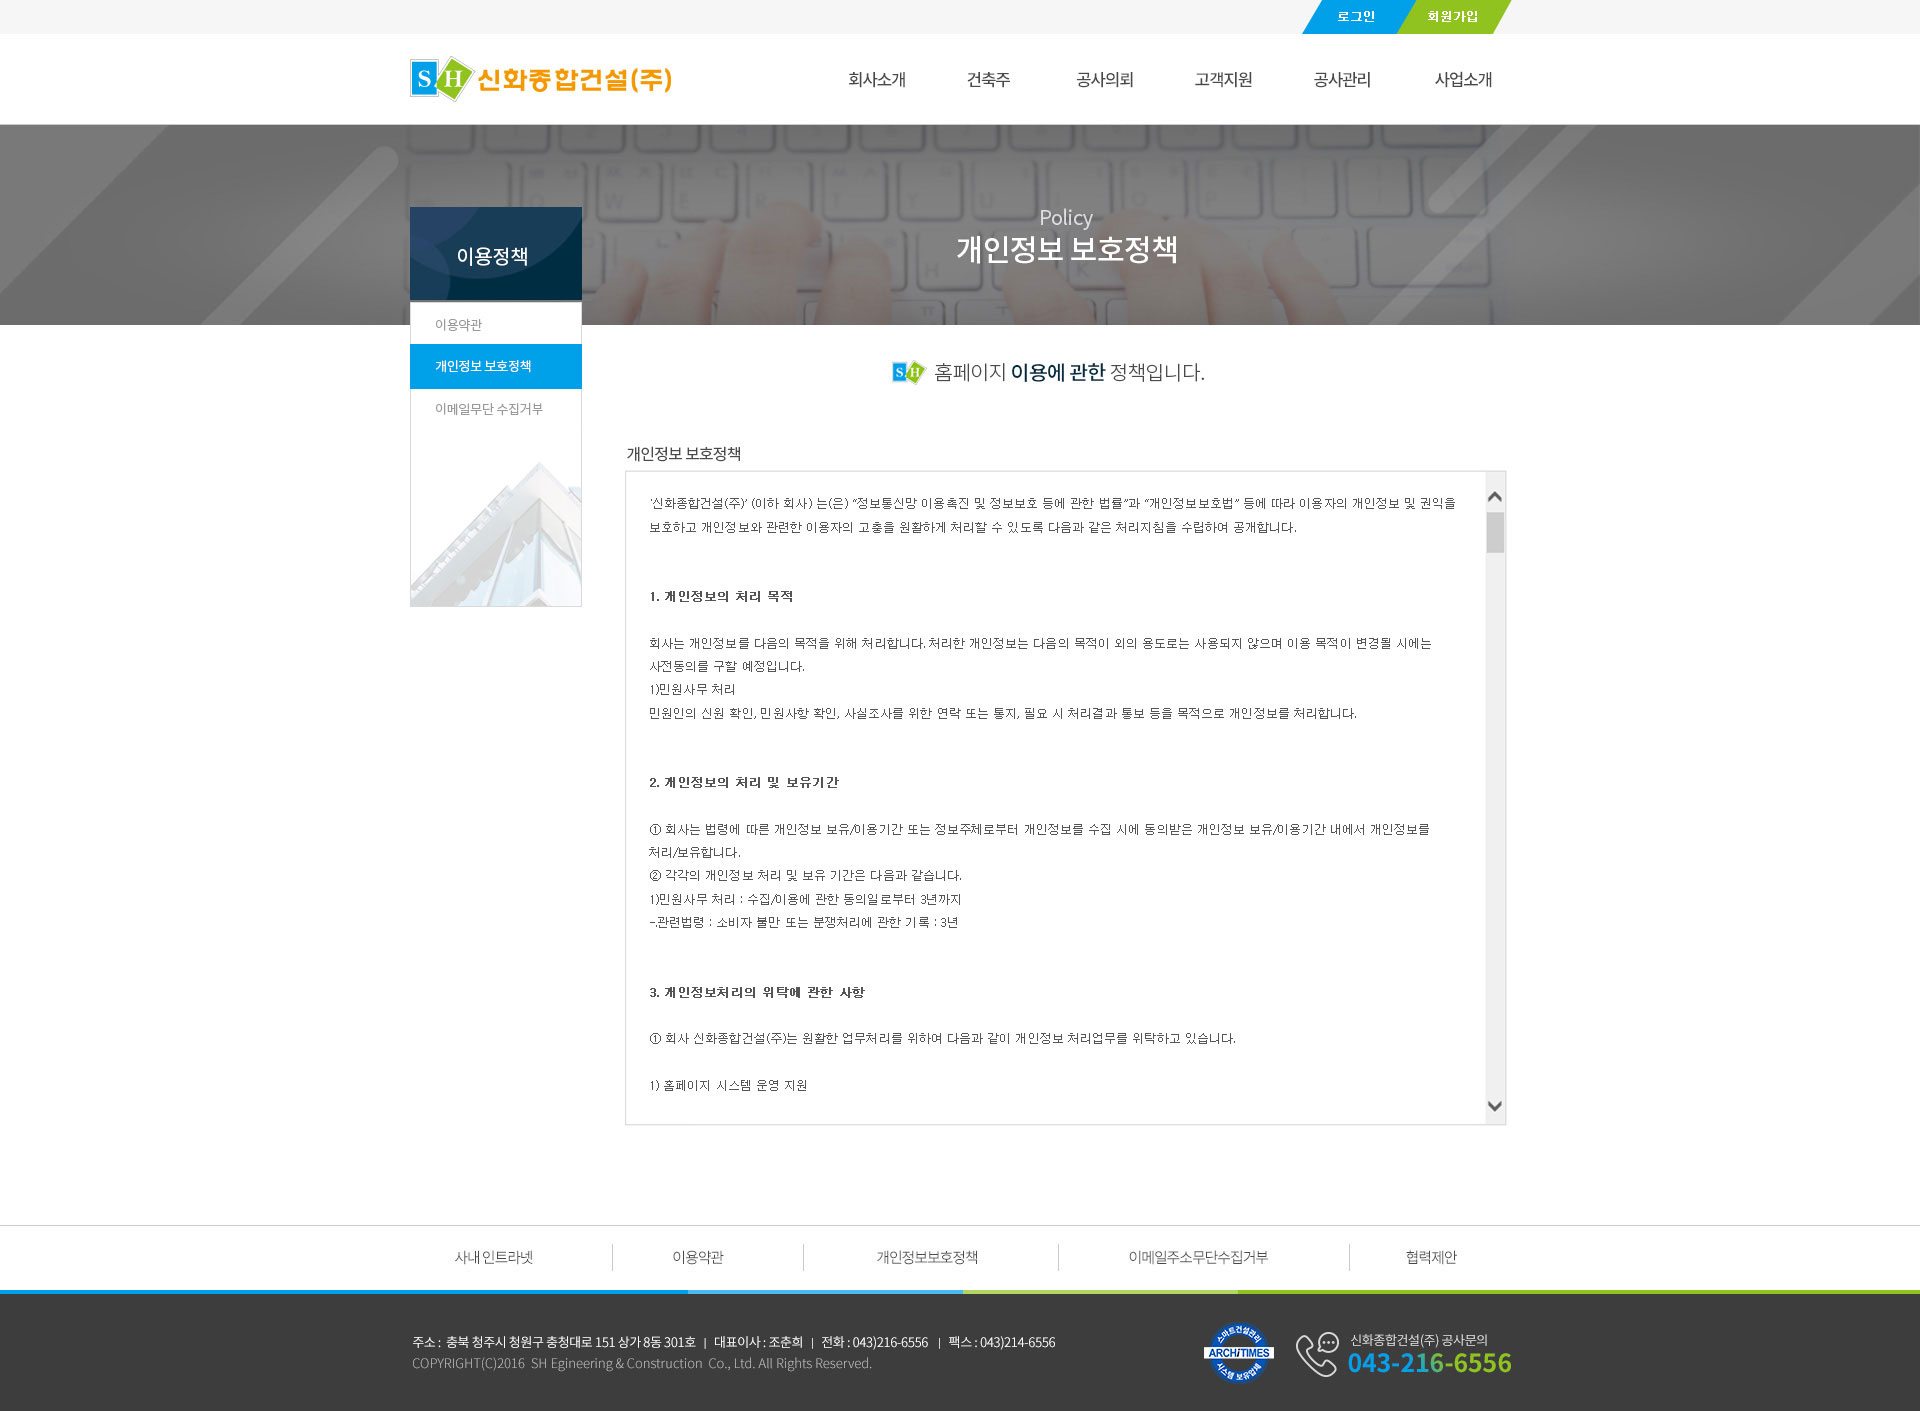 로그인 회원가입
SH 신화종합건설(주) 회사소개 건축주 공사의뢰 고객지원 공사관리 사업소개
Policy
개인정보 보호정책
이용정책
이용약관
개인정보 보호정책
이메일무단 수집거부
SH 홈페이지 이용에 관한 정책입니다.
개인정보 보호정책
'신화종합건설(주)' (이하 회사) 는(은) "정보통신망 이용촉진 및 정보보호 등에 관한 법률"과 "개인정보보호법" 등에 따라 이용자의 개인정보 및 권익을
보호하고 개인정보와 관련한 이용자의 고충을 원활하게 처리할 수 있도록 다음과 같은 처리지침을 수립하여 공개합니다.
1. 개인정보의 처리 목적
회사는 개인정보를 다음의 목적을 위해 처리합니다. 처리한 개인정보는 다음의 목적이 외의 용도로는 사용되지 않으며 이용 목적이 변경될 시에는
사전동의를 구할 예정입니다.
1)민원사무 처리
민원인의 신원 확인, 민원사항 확인, 사실조사를 위한 연락 또는 통지, 필요 시 처리결과 통보 등을 목적으로 개인정보를 처리합니다.
2. 개인정보의 처리 및 보유기간
① 회사는 법령에 따른 개인정보 보유/이용기간 또는 정보주체로부터 개인정보를 수집 시에 동의받은 개인정보 보유/이용기간 내에서 개인정보를
처리/보유합니다.
② 각각의 개인정보 처리 및 보유 기간은 다음과 같습니다.
1)민원사무 처리 : 수집/이용에 관한 동의일로부터 3년까지
-.관련법령 : 소비자 불만 또는 분쟁처리에 관한 기록 : 3년
3. 개인정보처리의 위탁에 관한 사항
① 회사 신화종합건설(주)는 원활한 업무처리를 위하여 다음과 같이 개인정보 처리업무를 위탁하고 있습니다.
1) 홈페이지 시스템 운영 지원
사내 인트라넷 이용약관 개인정보보호정책 이메일주소무단수집거부 협력제안
주소 : 충북 청주시 청원구 충청대로 151 상가 8동 301호 | 대표이사 : 조춘희 | 전화 : 043)216-6556 | 팩스 : 043)214-6556
COPYRIGHT(C)2016 SH Egineering & Construction Co., Ltd. All Rights Reserved.
스마트건설관리
ARCHiTIMES
시스템 보유업체
신화종합건설(주) 공사문의
043-216-6556